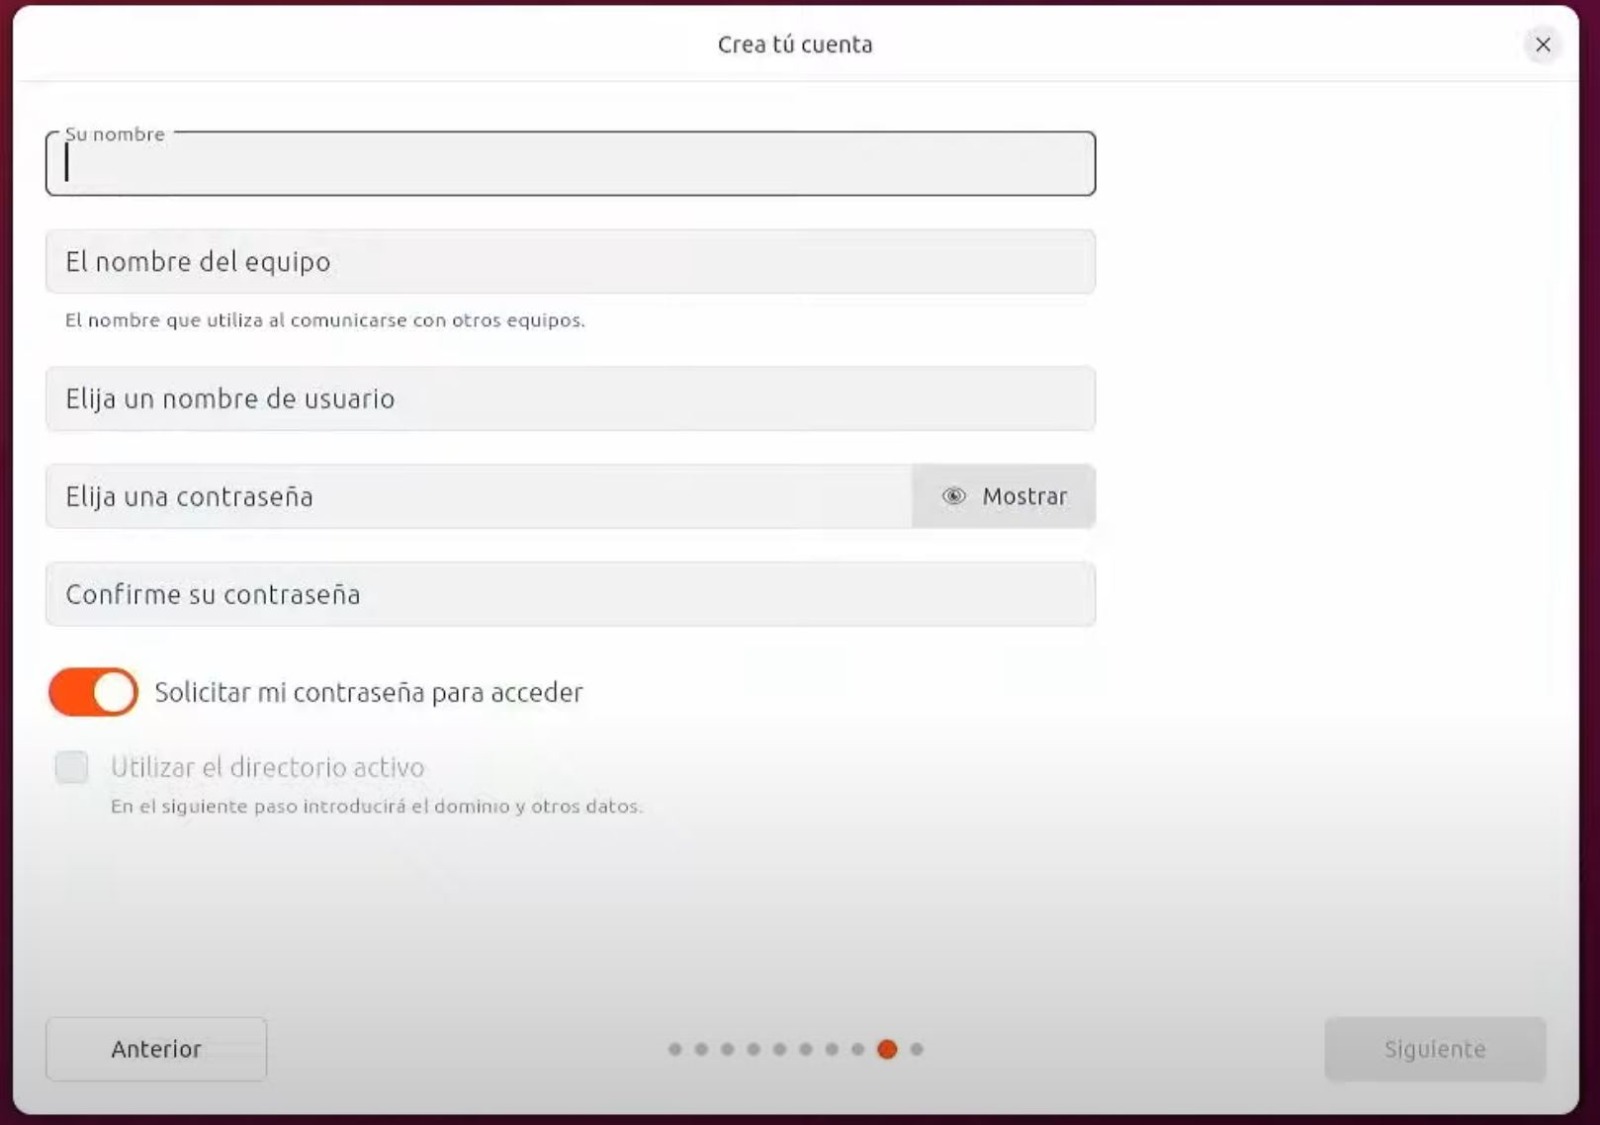 Crea tú cuenta
Su nombre
El nombre del equipo
El nombre que utiliza al comunicarse con otros equipos.
Elija un nombre de usuario
Elija una contraseña
Mostrar
Confirme su contraseña
Solicitar mi contraseña para acceder
Utilizar el directorio activo
En el siguiente paso introducirá el dominio y otros datos.
Anterior
Siguiente